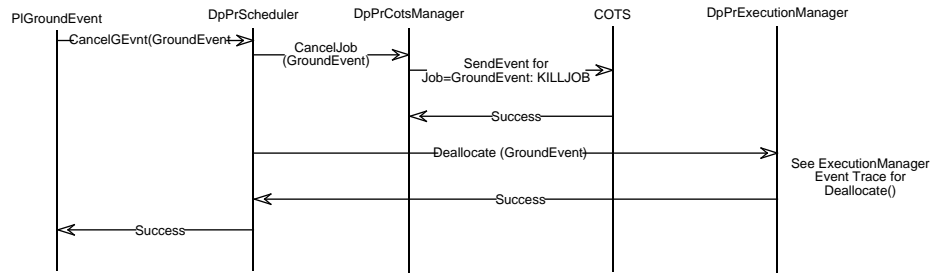 PlGroundEvent
DpPrScheduler
DpPrCotsManager
COTS
DpPrExecutionManager
CancelGEvnt(GroundEvent
CancelJob
(GroundEvent)
SendEvent for
Job=GroundEvent: KILLJOB
Success
Deallocate (GroundEvent)
See ExecutionManager
Event Trace for
Deallocate()
Success
Success